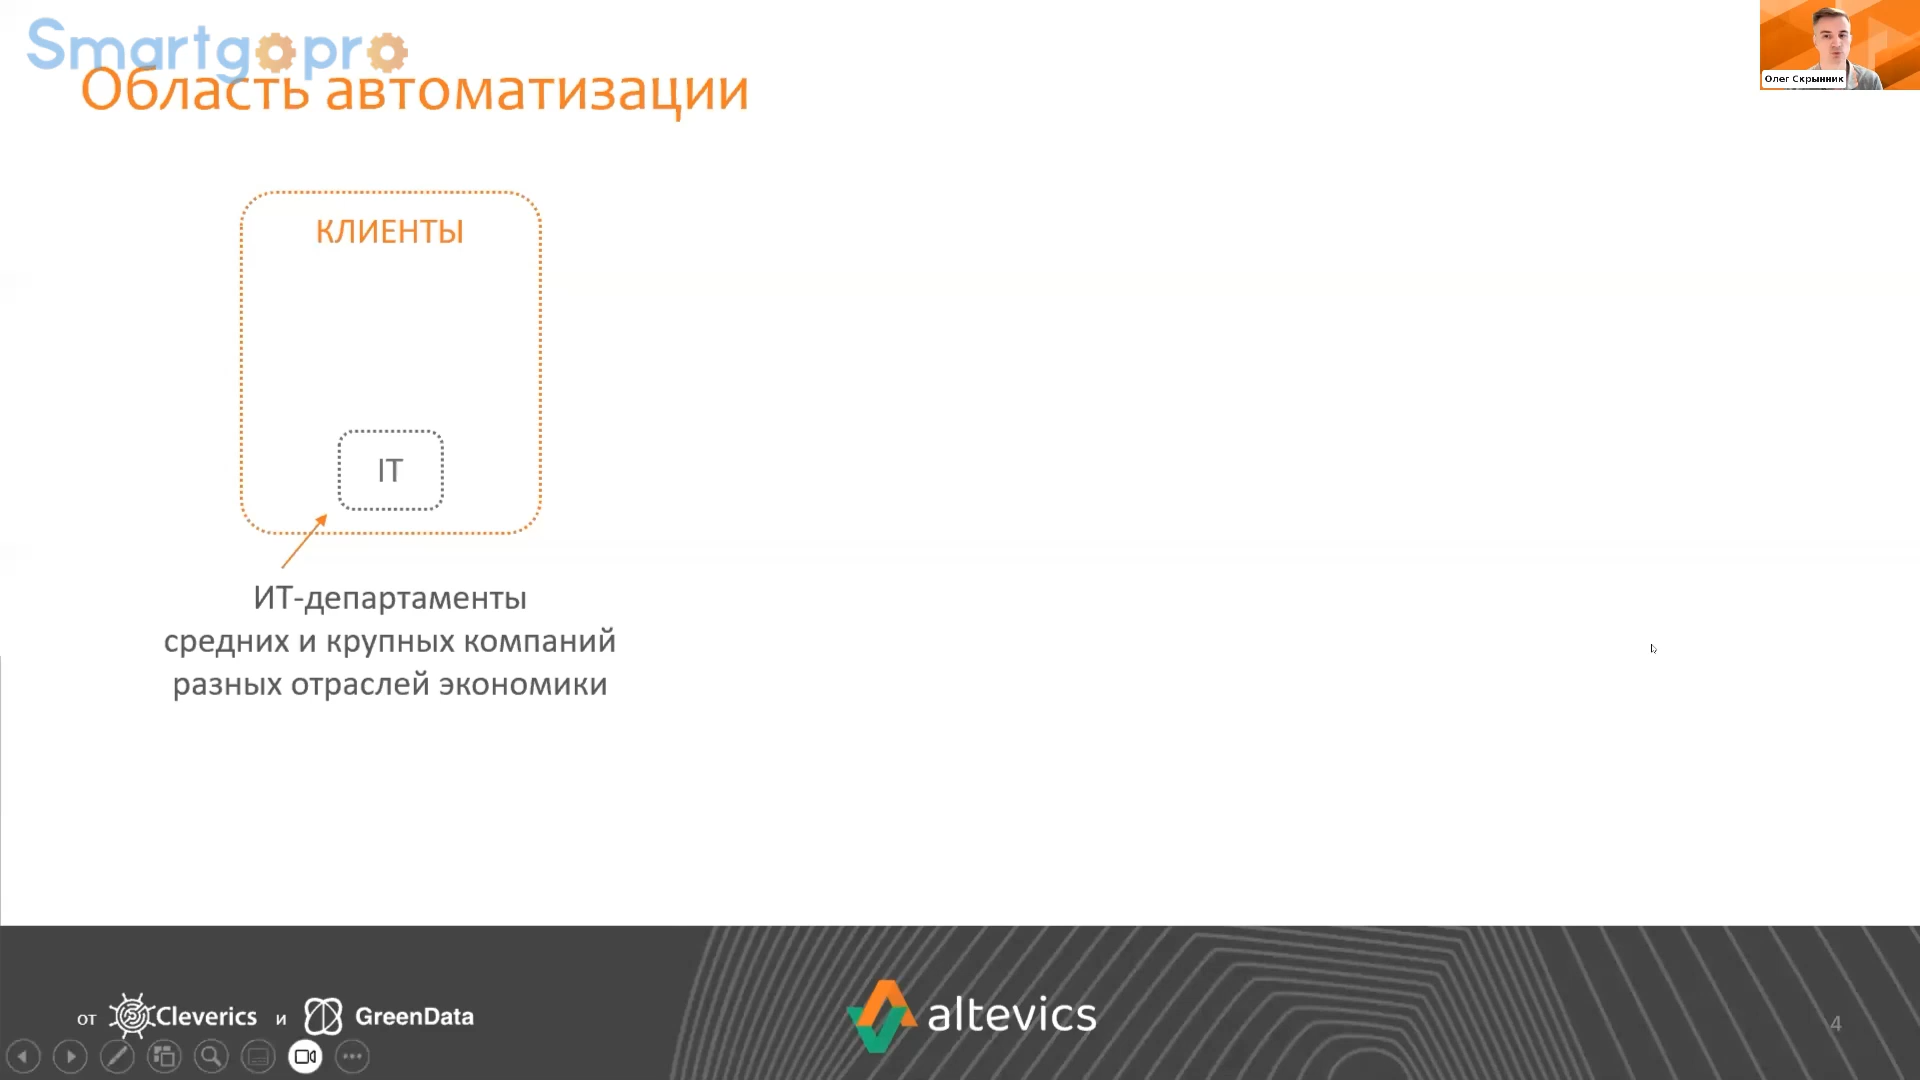 Smartgopro
Область автоматизации
Олег Скрынник
КЛИЕНТЫ
IT
ИТ-департаменты
средних и крупных компаний
разных отраслей экономики
от Cleverics и GreenData
altevics
4